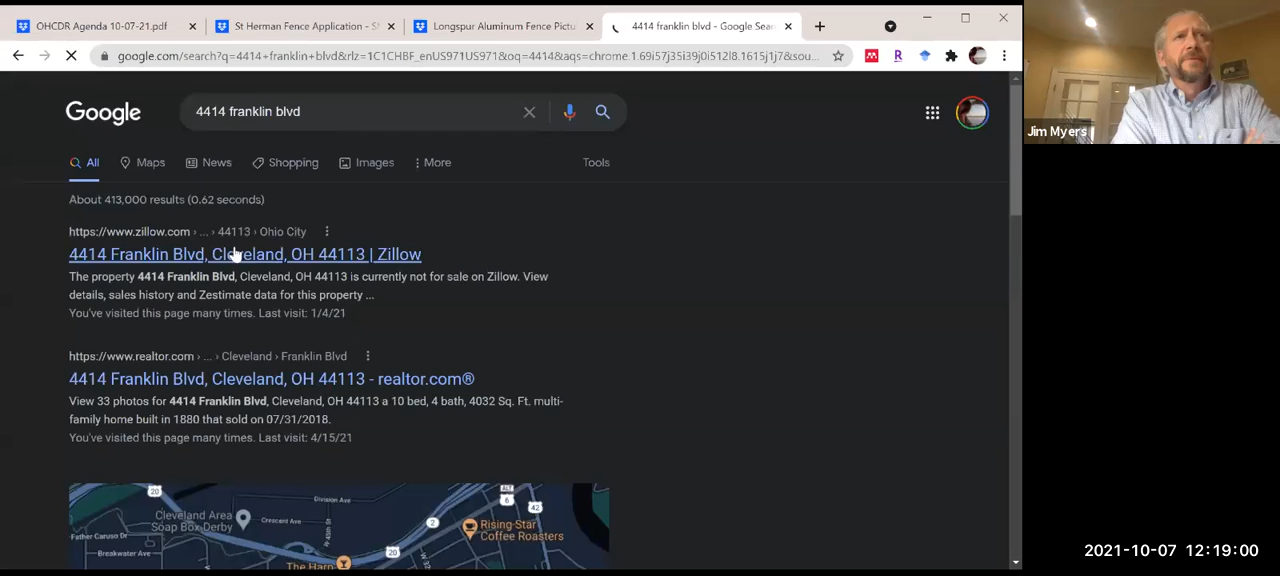 OHCDR Agenda 10-07-21.pdf
St Herman Fence Application - S
Longspur Aluminum Fence Pictu
4414 franklin blvd - Google Sear
google.com/search?q=4414+franklin+blvd&rlz=1C1CHBF_enUS971US971&oq=4414&aqs=chrome.1.69i57j35i39j0i512l8.1615j1j7&sou...
Google
4414 franklin blvd
All
Maps
News
Shopping
Images
More
Tools
About 413,000 results (0.62 seconds)
https://www.zillow.com › ... › 44113 › Ohio City
4414 Franklin Blvd, Cleveland, OH 44113 | Zillow
The property 4414 Franklin Blvd, Cleveland, OH 44113 is currently not for sale on Zillow. View
details, sales history and Zestimate data for this property ...
You've visited this page many times. Last visit: 1/4/21
https://www.realtor.com › ... › Cleveland › Franklin Blvd
4414 Franklin Blvd, Cleveland, OH 44113 - realtor.com®
View 33 photos for 4414 Franklin Blvd, Cleveland, OH 44113 a 10 bed, 4 bath, 4032 Sq. Ft. multi-
family home built in 1880 that sold on 07/31/2018.
You've visited this page many times. Last visit: 4/15/21
20
Division Ave
ALT
6
42
Cleveland Area
Soap Box Derby
Crescent Ave
N 45th St
2
Rising Star
Coffee Roasters
Father Caruso Dr
Breakwater Ave
20
The Harp
Jim Myers
2021-10-07 12:19:00